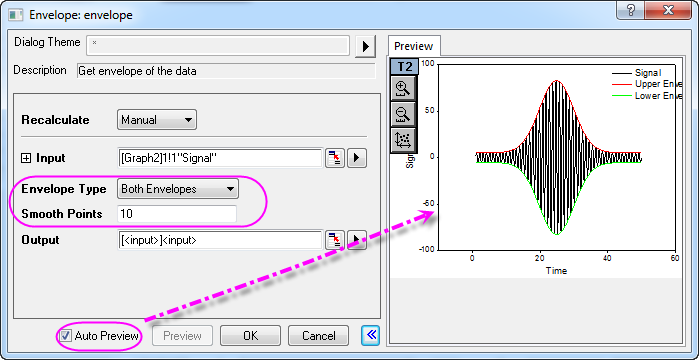 Envelope: envelope
?
Dialog Theme *
Description Get envelope of the data
Recalculate Manual
Input [Graph2]1!1"Signal"
Envelope Type Both Envelopes
Smooth Points 10
Output [<input>]<input>
Auto Preview Preview OK Cancel
Preview
T2
100
50
0
-50
-100
0 20 40 60
Time
Sig
Signal
Upper Enve
Lower Enve